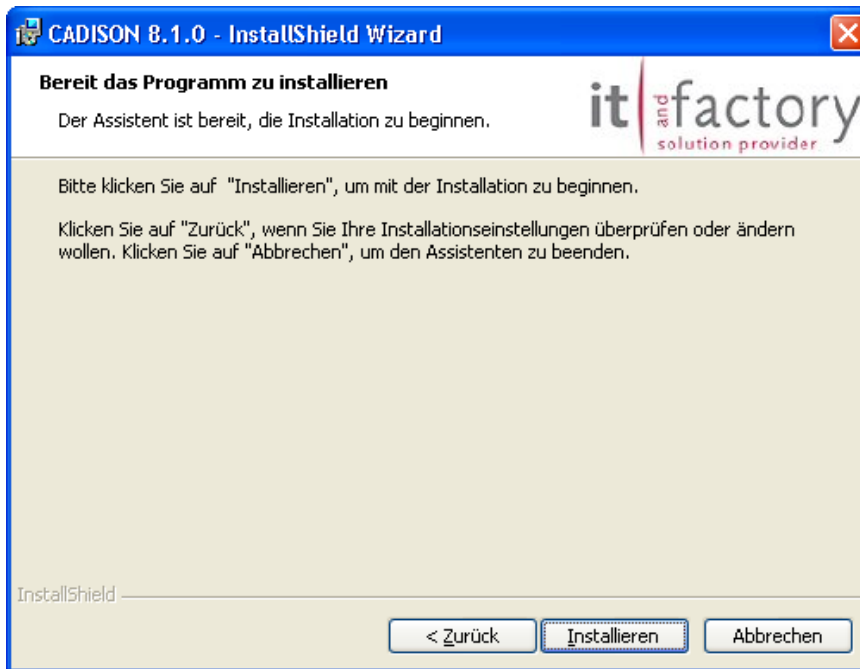 CADISON 8.1.0 - InstallShield Wizard
Bereit das Programm zu installieren
Der Assistent ist bereit, die Installation zu beginnen.
it and factory
solution provider
Bitte klicken Sie auf "Installieren", um mit der Installation zu beginnen.
Klicken Sie auf "Zurück", wenn Sie Ihre Installationseinstellungen überprüfen oder ändern
wollen. Klicken Sie auf "Abbrechen", um den Assistenten zu beenden.
InstallShield
< Zurück Installieren Abbrechen